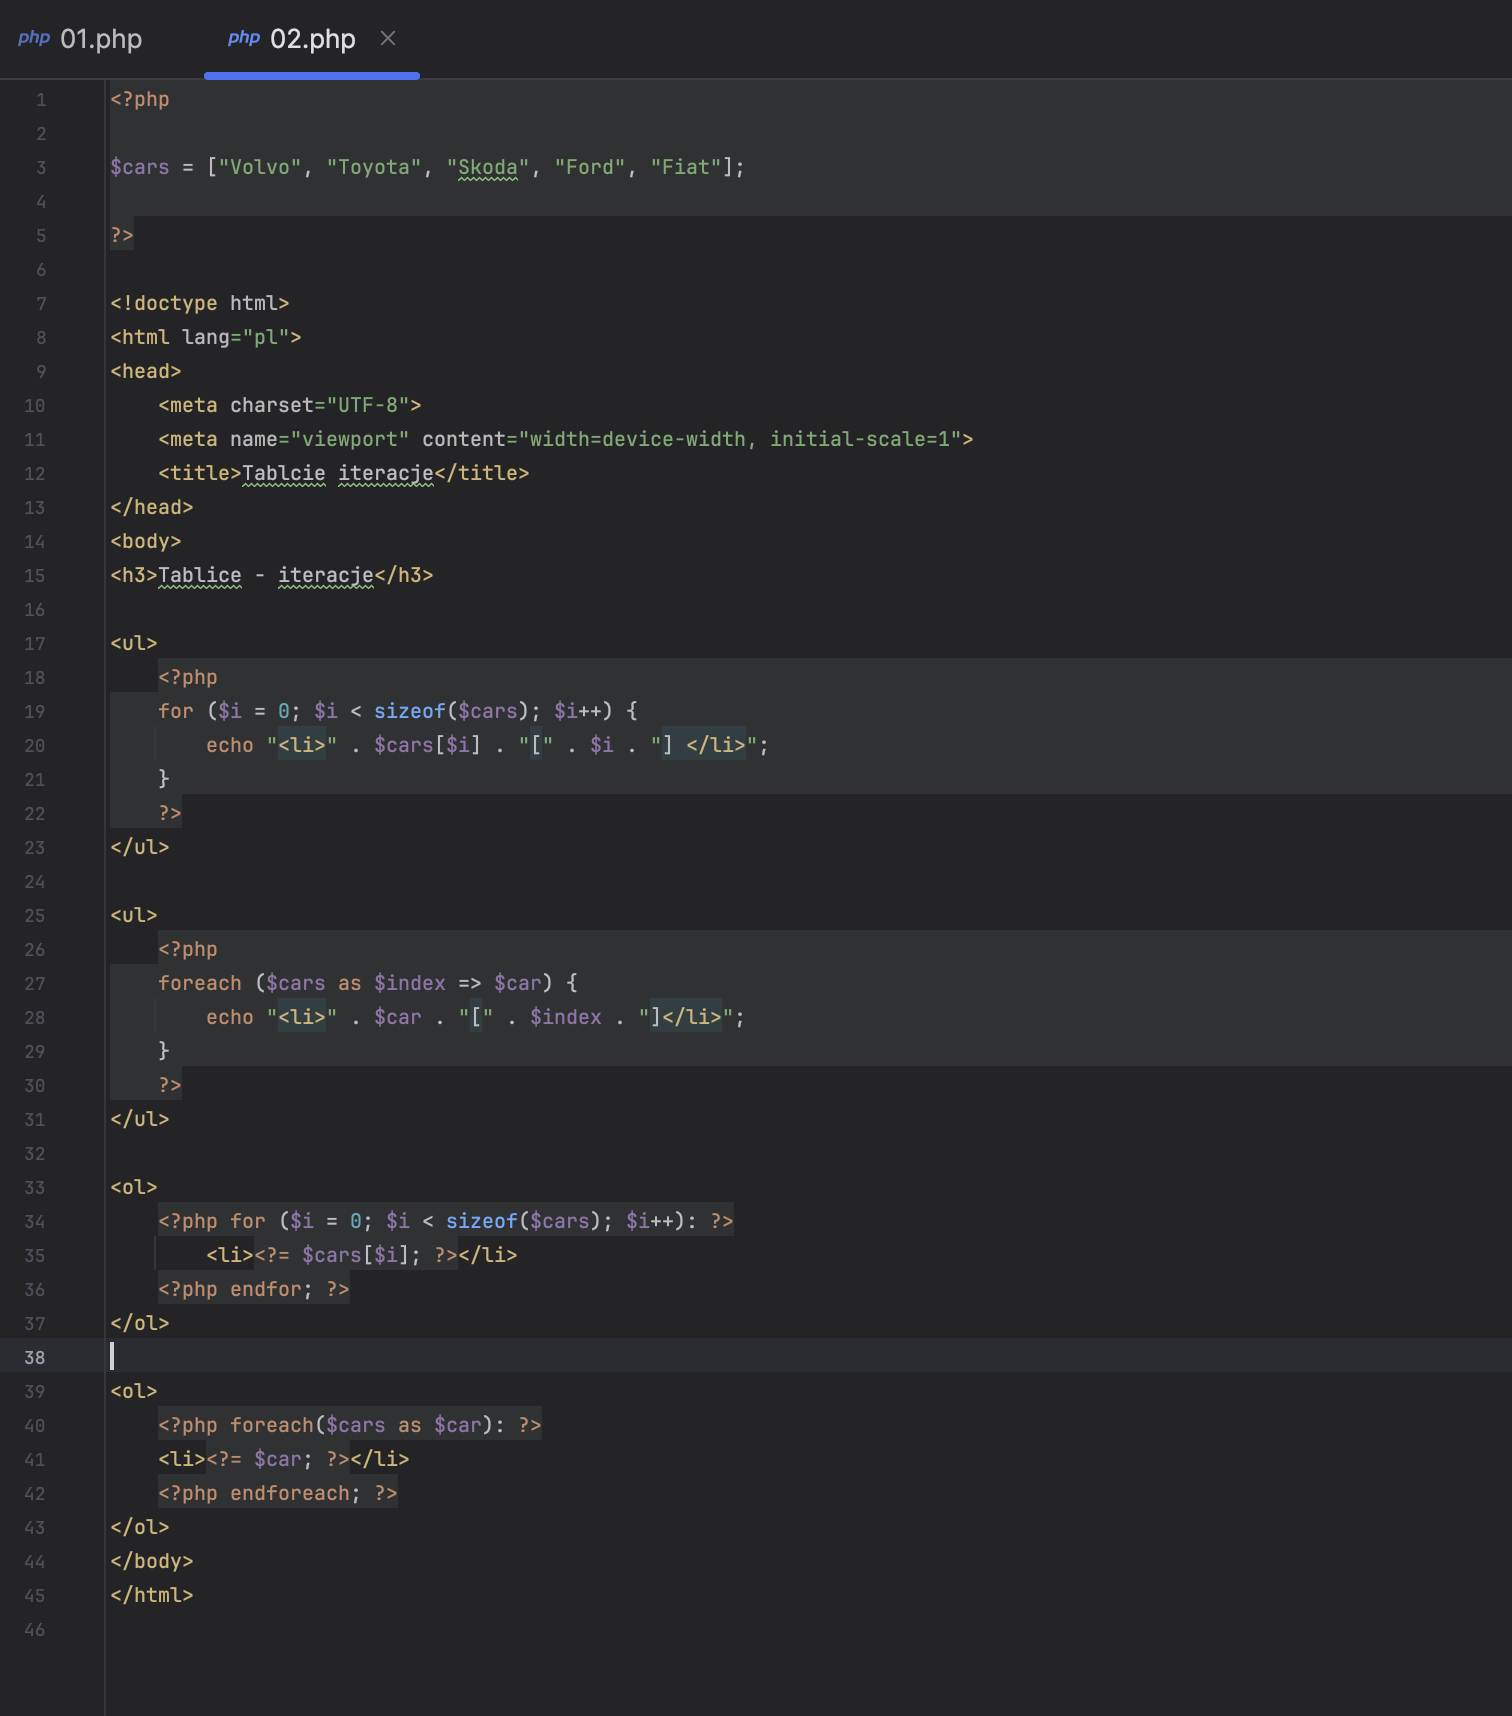 php 01.php php 02.php ×
1 <?php
2
3 $cars = ["Volvo", "Toyota", "Skoda", "Ford", "Fiat"];
4
5 ?>
6
7 <!doctype html>
8 <html lang="pl">
9 <head>
10     <meta charset="UTF-8">
11     <meta name="viewport" content="width=device-width, initial-scale=1">
12     <title>Tablcie iteracje</title>
13 </head>
14 <body>
15 <h3>Tablice - iteracje</h3>
16
17 <ul>
18     <?php
19     for ($i = 0; $i < sizeof($cars); $i++) {
20         echo "<li>" . $cars[$i] . "[" . $i . "] </li>";
21     }
22     ?>
23 </ul>
24
25 <ul>
26     <?php
27     foreach ($cars as $index => $car) {
28         echo "<li>" . $car . "[" . $index . "]</li>";
29     }
30     ?>
31 </ul>
32
33 <ol>
34     <?php for ($i = 0; $i < sizeof($cars); $i++): ?>
35         <li><?= $cars[$i]; ?></li>
36     <?php endfor; ?>
37 </ol>
38
39 <ol>
40     <?php foreach($cars as $car): ?>
41     <li><?= $car; ?></li>
42     <?php endforeach; ?>
43 </ol>
44 </body>
45 </html>
46